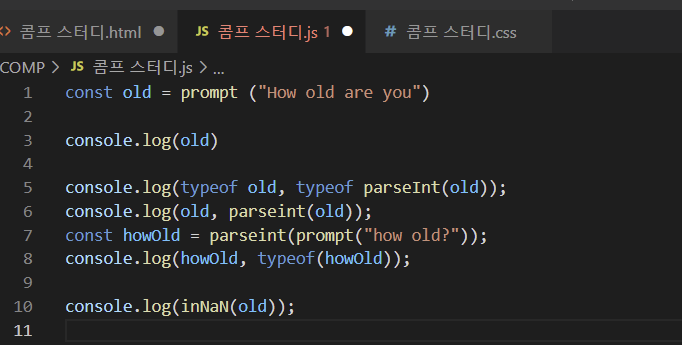 <> 콤프 스터디.html ● JS 콤프 스터디.js 1 ● # 콤프 스터디.css
COMP > JS 콤프 스터디.js > ...
1 const old = prompt ("How old are you")
2
3 console.log(old)
4
5 console.log(typeof old, typeof parseInt(old));
6 console.log(old, parseint(old));
7 const howOld = parseint(prompt("how old?"));
8 console.log(howOld, typeof(howOld));
9
10 console.log(inNaN(old));
11